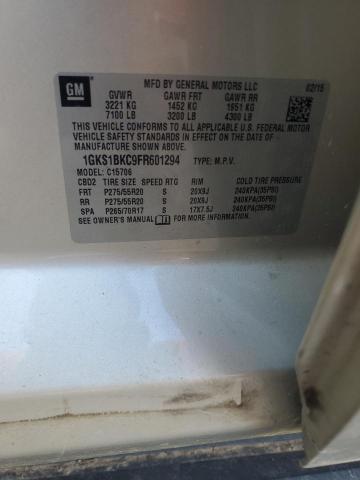 GM
MFD BY GENERAL MOTORS LLC 02/15
GVWR GAWR FRT GAWR RR
3221 KG 1452 KG 1951 KG
7100 LB 3200 LB 4300 LB
THIS VEHICLE CONFORMS TO ALL APPLICABLE U.S. FEDERAL MOTOR
VEHICLE SAFETY STANDARDS IN EFFECT ON THE DATE OF
MANUFACTURE SHOWN ABOVE.
1GKS1BKC9FR601294 TYPE: M.P.V.
MODEL: C15706
CBD2 TIRE SIZE SPEED RTG RIM COLD TIRE PRESSURE
FRT P275/55R20 S 20X9J 240KPA(35PSI)
RR P275/55R20 S 20X9J 240KPA(35PSI)
SPA P265/70R17 S 17X7.5J 240KPA(35PSI)
SEE OWNER'S MANUAL FOR ADDITIONAL INFORMATION.